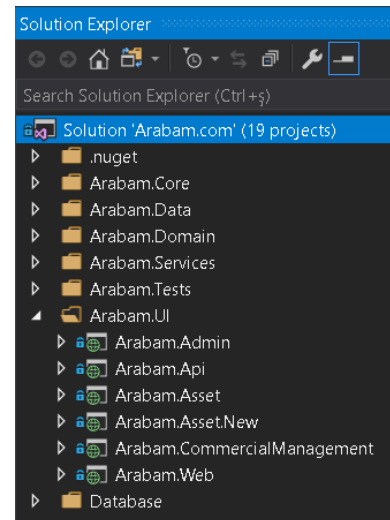 Solution Explorer
Search Solution Explorer (Ctrl+ş)
Solution 'Arabam.com' (19 projects)
.nuget
Arabam.Core
Arabam.Data
Arabam.Domain
Arabam.Services
Arabam.Tests
Arabam.UI
Arabam.Admin
Arabam.Api
Arabam.Asset
Arabam.Asset.New
Arabam.CommercialManagement
Arabam.Web
Database